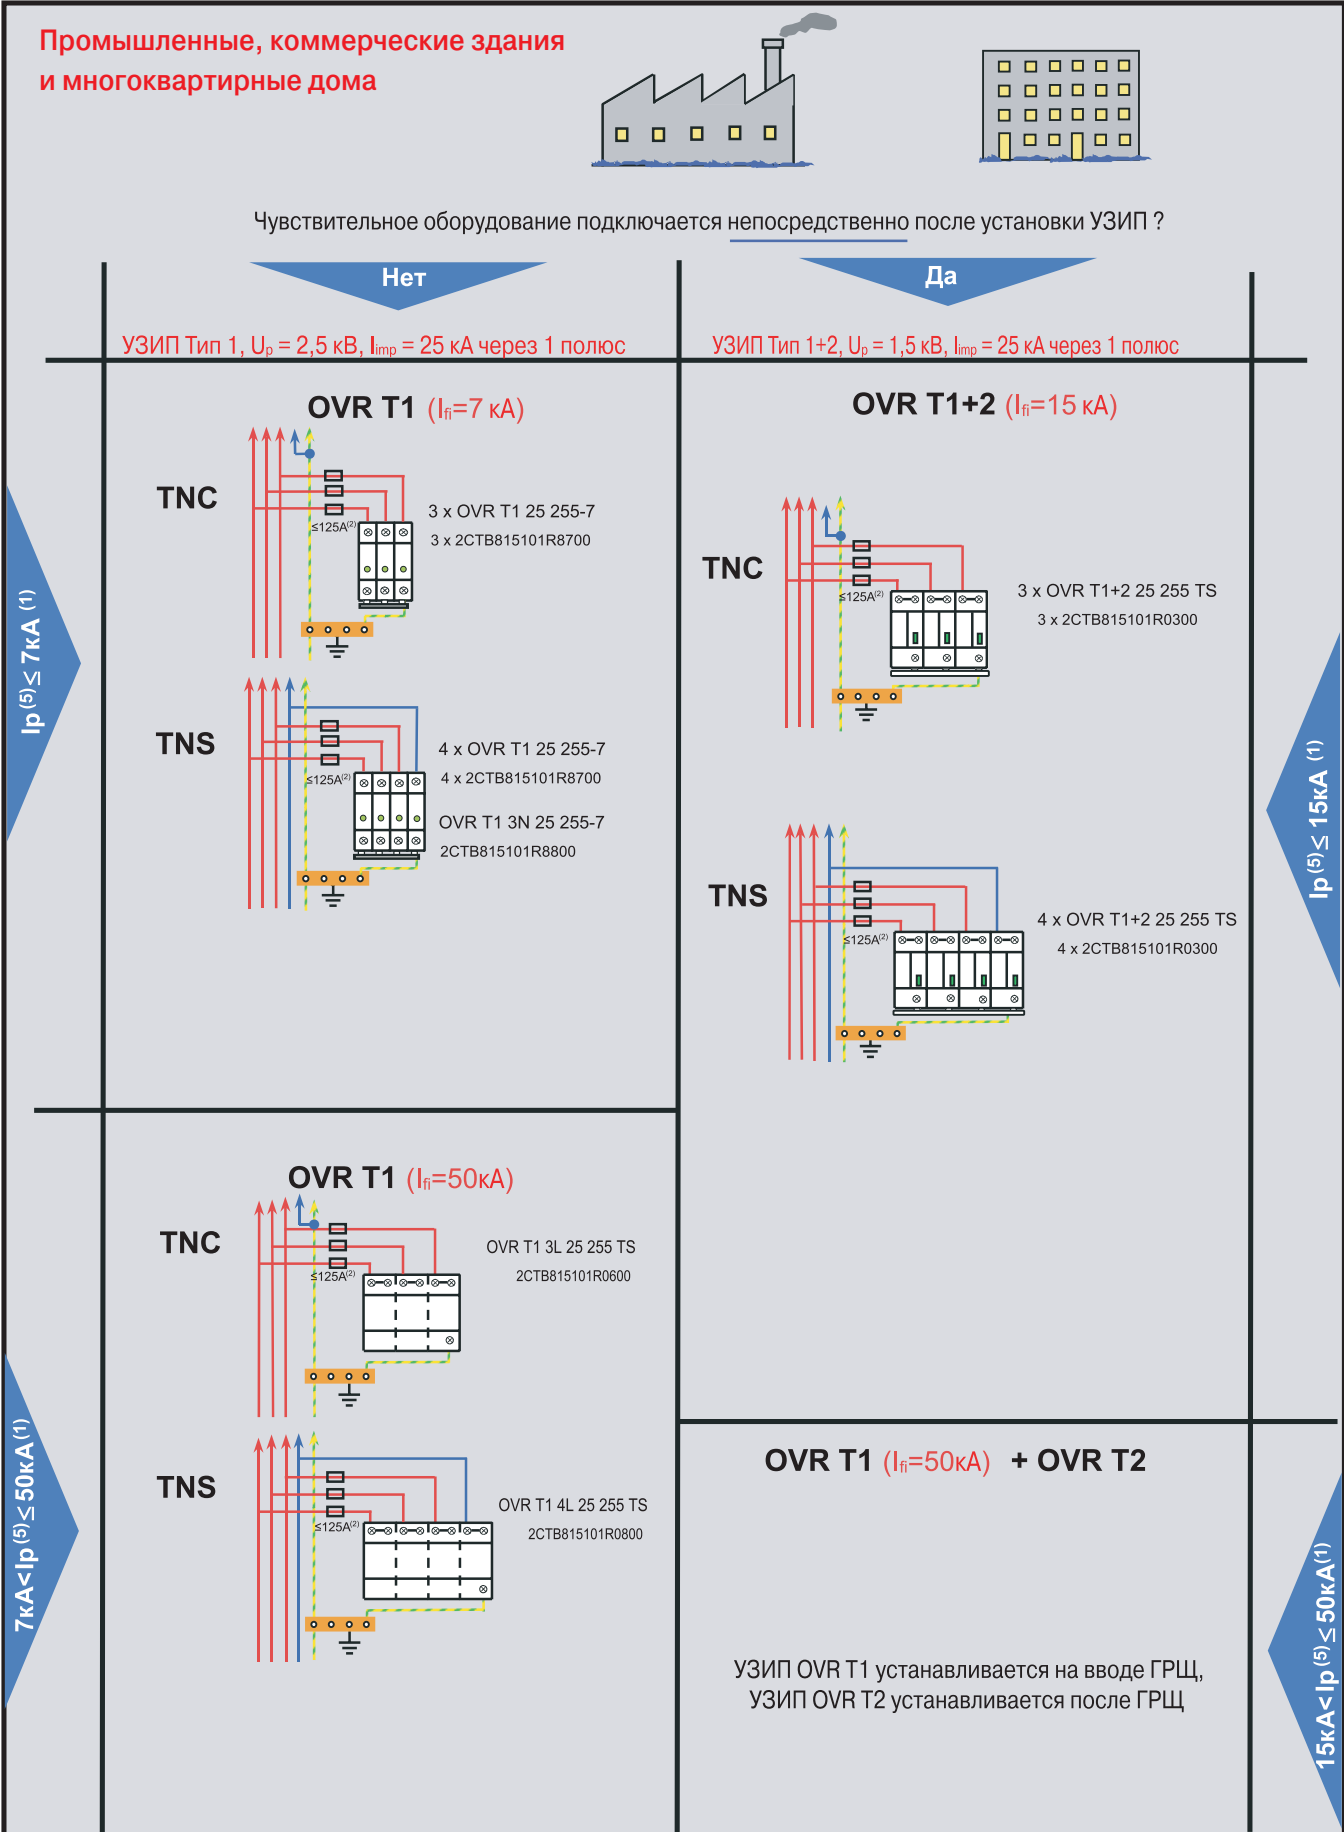 Промышленные, коммерческие здания
и многоквартирные дома
Чувствительное оборудование подключается непосредственно после установки УЗИП ?
Нет
Да
УЗИП Тип 1, Up = 2,5 кВ, Iimp = 25 кА через 1 полюс
УЗИП Тип 1+2, Up = 1,5 кВ, Iimp = 25 кА через 1 полюс
Ip(5)≤ 7кА (1)
OVR T1 (Ifi=7 кА)
TNC
≤125A(2)
3 x OVR T1 25 255-7
3 x 2CTB815101R8700
TNS
≤125A(2)
4 x OVR T1 25 255-7
4 x 2CTB815101R8700
OVR T1 3N 25 255-7
2CTB815101R8800
OVR T1+2 (Ifi=15 кА)
TNC
≤125A(2)
3 x OVR T1+2 25 255 TS
3 x 2CTB815101R0300
TNS
≤125A(2)
4 x OVR T1+2 25 255 TS
4 x 2CTB815101R0300
Ip(5)≤ 15кА (1)
7кА<Ip(5)≤ 50кА(1)
OVR T1 (Ifi=50кА)
TNC
≤125A(2)
OVR T1 3L 25 255 TS
2CTB815101R0600
TNS
≤125A(2)
OVR T1 4L 25 255 TS
2CTB815101R0800
OVR T1 (Ifi=50кА) + OVR T2
УЗИП OVR T1 устанавливается на вводе ГРЩ,
УЗИП OVR T2 устанавливается после ГРЩ
15кА< Ip(5)≤ 50кА(1)